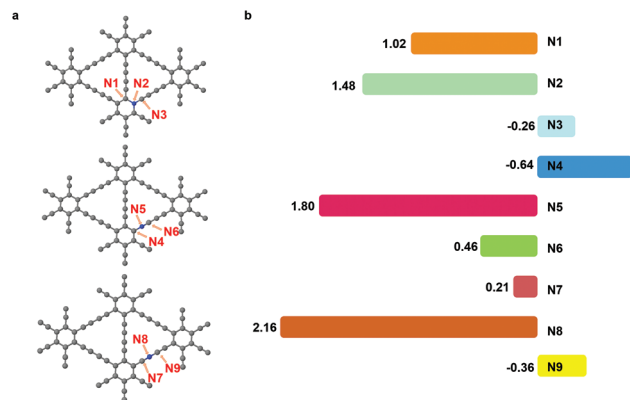 a
b
N1 N2
N3
N5
N6
N4
N8
N9
N7
1.02 N1
1.48 N2
-0.26 N3
-0.64 N4
1.80 N5
0.46 N6
0.21 N7
2.16 N8
-0.36 N9